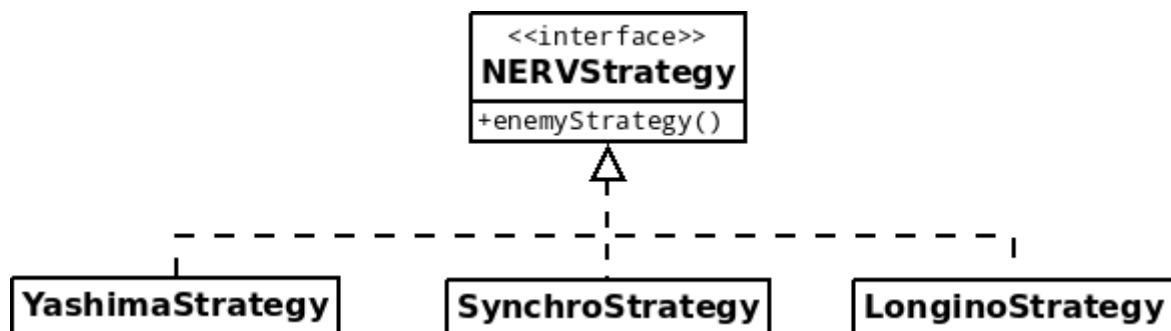 <<interface>>
NERVStrategy
+enemyStrategy()
YashimaStrategy
SynchroStrategy
LonginoStrategy